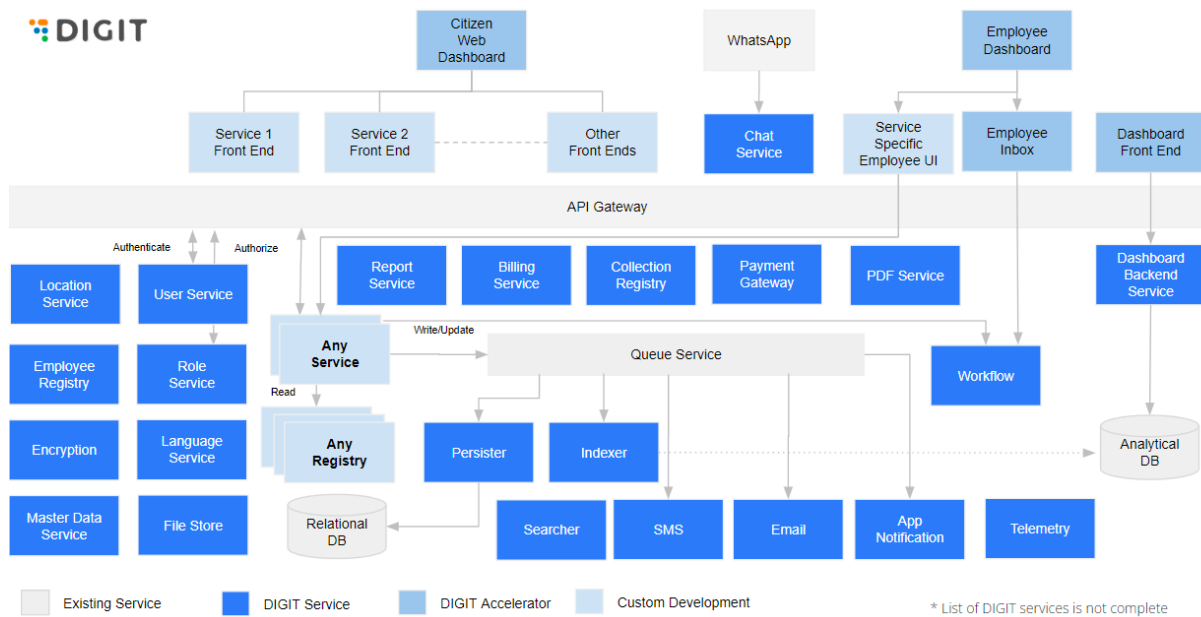 DIGIT
Citizen
Web
Dashboard
WhatsApp
Employee
Dashboard
Service 1
Front End
Service 2
Front End
Other
Front Ends
Chat
Service
Service
Specific
Employee UI
Employee
Inbox
Dashboard
Front End
API Gateway
Authenticate
Authorize
Location
Service
User Service
Report
Service
Billing
Service
Collection
Registry
Payment
Gateway
PDF Service
Dashboard
Backend
Service
Any
Service
Write/Update
Queue Service
Workflow
Employee
Registry
Role
Service
Read
Any
Registry
Persister
Indexer
Analytical
DB
Encryption
Language
Service
Master Data
Service
File Store
Relational
DB
Searcher
SMS
Email
App
Notification
Telemetry
Existing Service
DIGIT Service
DIGIT Accelerator
Custom Development
* List of DIGIT services is not complete